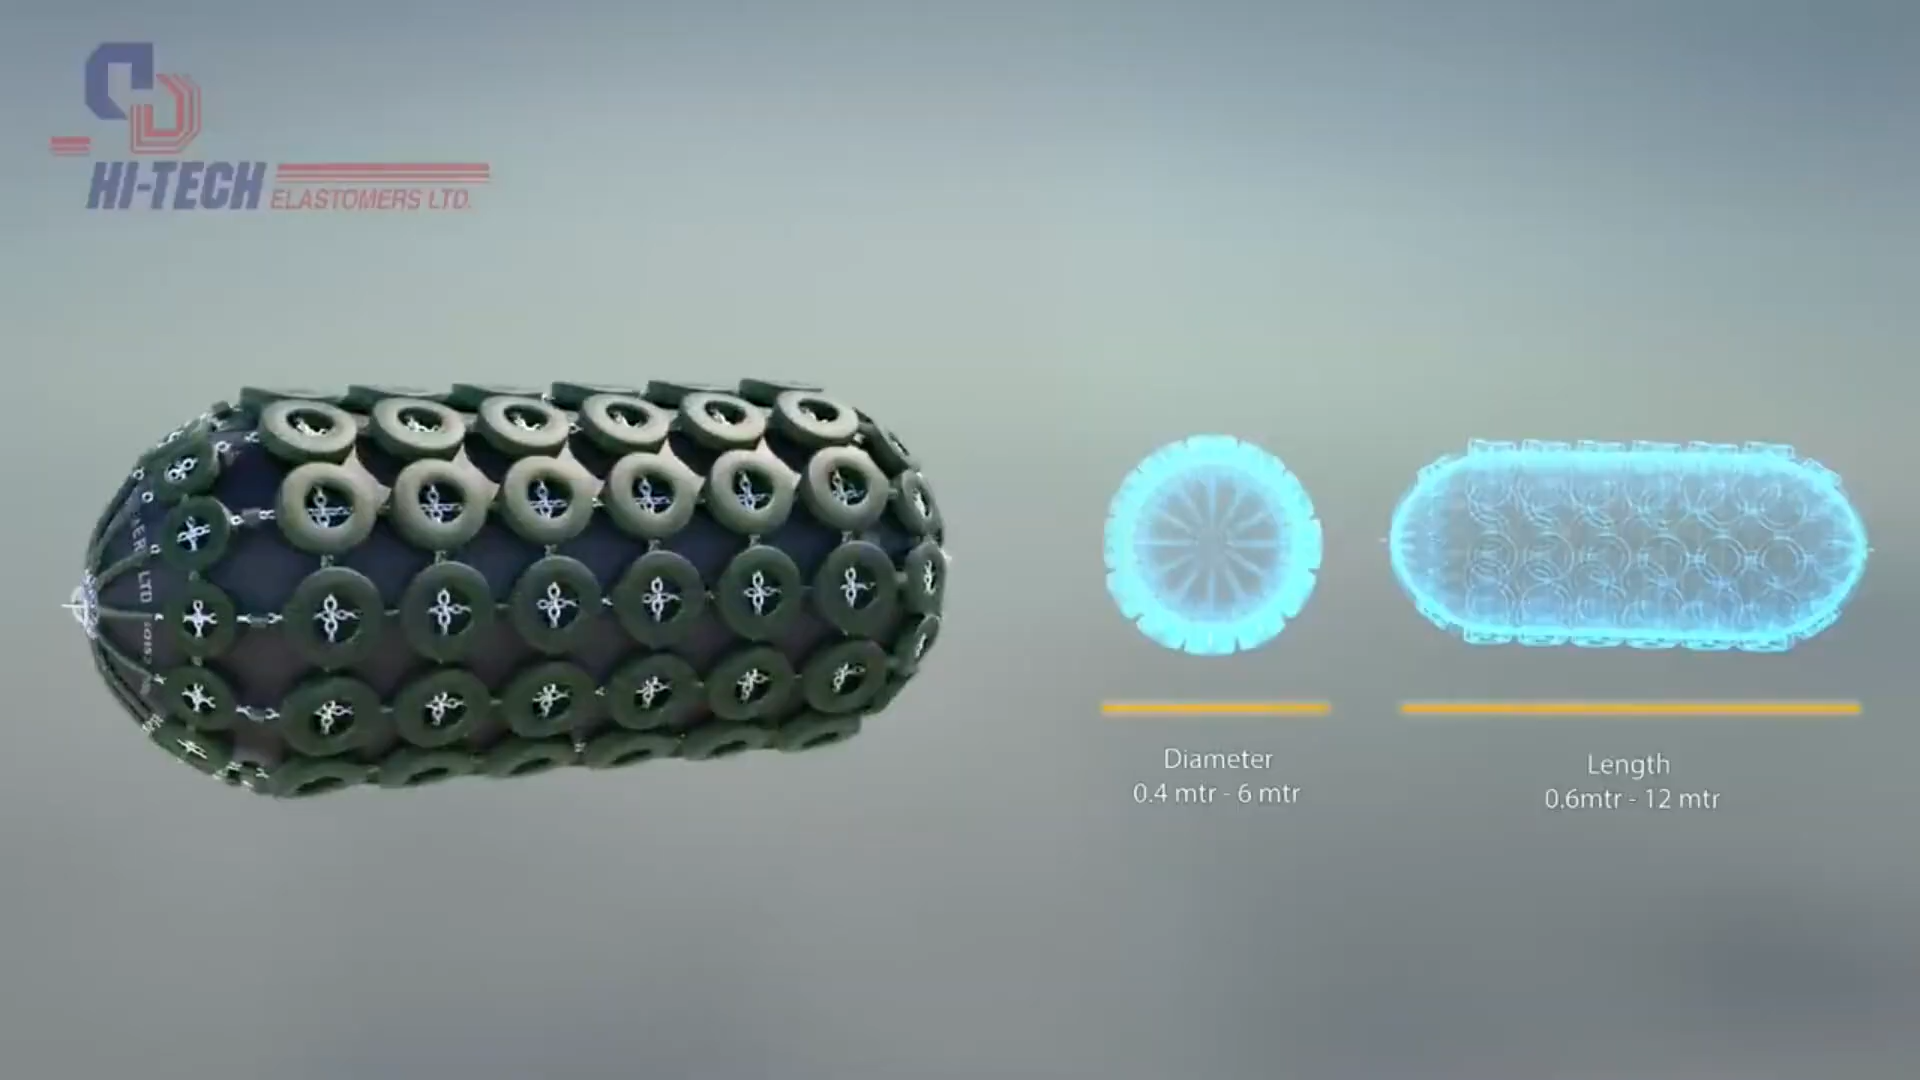 HI-TECH
ELASTOMERS LTD.
Diameter
0.4 mtr - 6 mtr
Length
0.6mtr - 12 mtr